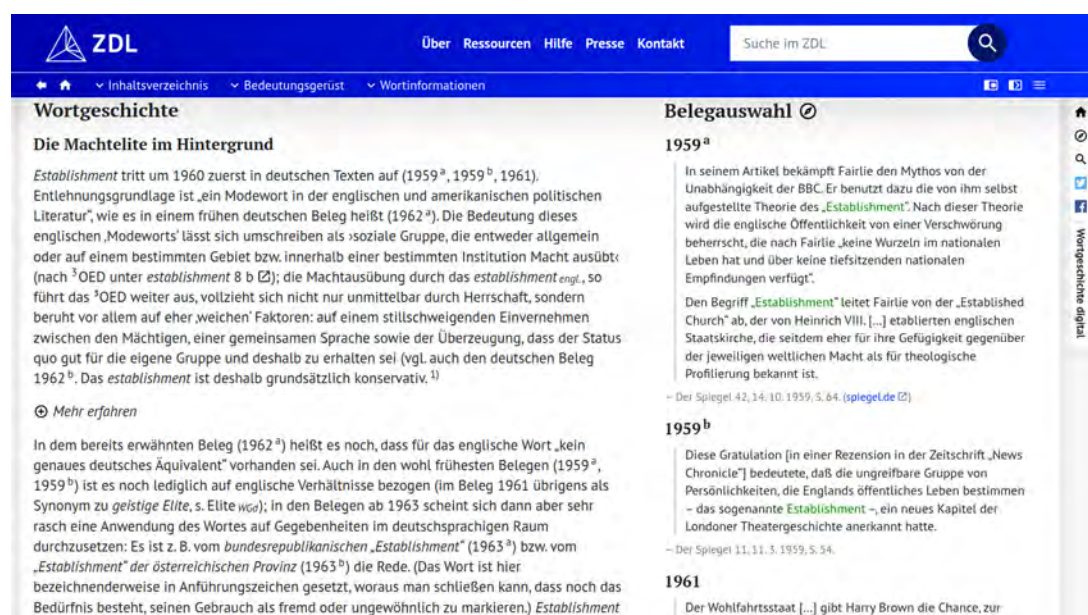 ZDL
Über Ressourcen Hilfe Presse Kontakt
Suche im ZDL
Inhaltsverzeichnis Bedeutungsgerüst Wortinformationen
Wortgeschichte
Die Machtelite im Hintergrund
Establishment tritt um 1960 zuerst in deutschen Texten auf (1959ᵃ, 1959ᵇ, 1961).
Entlehnungsgrundlage ist „ein Modewort in der englischen und amerikanischen politischen
Literatur“, wie es in einem frühen deutschen Beleg heißt (1962ᵃ). Die Bedeutung dieses
englischen ‚Modeworts‘ lässt sich umschreiben als ›soziale Gruppe, die entweder allgemein
oder auf einem bestimmten Gebiet bzw. innerhalb einer bestimmten Institution Macht ausübt‹
(nach ³OED unter establishment 8 b); die Machtausübung durch das establishment engl., so
führt das ³OED weiter aus, vollzieht sich nicht nur unmittelbar durch Herrschaft, sondern
beruht vor allem auf eher ‚weichen‘ Faktoren: auf einem stillschweigenden Einvernehmen
zwischen den Mächtigen, einer gemeinsamen Sprache sowie der Überzeugung, dass der Status
quo gut für die eigene Gruppe und deshalb zu erhalten sei (vgl. auch den deutschen Beleg
1962ᵇ. Das establishment ist deshalb grundsätzlich konservativ. ¹⁾
Mehr erfahren
In dem bereits erwähnten Beleg (1962ᵃ) heißt es noch, dass für das englische Wort „kein
genaues deutsches Äquivalent“ vorhanden sei. Auch in den wohl frühesten Belegen (1959ᵃ,
1959ᵇ) ist es noch lediglich auf englische Verhältnisse bezogen (im Beleg 1961 übrigens als
Synonym zu geistige Elite, s. Elite WGd); in den Belegen ab 1963 scheint sich dann aber sehr
rasch eine Anwendung des Wortes auf Gegebenheiten im deutschsprachigen Raum
durchzusetzen: Es ist z. B. vom bundesrepublikanischen „Establishment“ (1963ᵃ) bzw. vom
„Establishment“ der österreichischen Provinz (1963ᵇ) die Rede. (Das Wort ist hier
bezeichnenderweise in Anführungszeichen gesetzt, woraus man schließen kann, dass noch das
Bedürfnis besteht, seinen Gebrauch als fremd oder ungewöhnlich zu markieren.) Establishment
Belegauswahl
1959ᵃ
In seinem Artikel bekämpft Fairlie den Mythos von der
Unabhängigkeit der BBC. Er benutzt dazu die von ihm selbst
aufgestellte Theorie des „Establishment“. Nach dieser Theorie
wird die englische Öffentlichkeit von einer Verschwörung
beherrscht, die nach Fairlie „keine Wurzeln im nationalen
Leben hat und über keine tiefsitzenden nationalen
Empfindungen verfügt“.
Den Begriff „Establishment“ leitet Fairlie von der „Established
Church“ ab, der von Heinrich VIII. [...] etablierten englischen
Staatskirche, die seitdem eher für ihre Gefügigkeit gegenüber
der jeweiligen weltlichen Macht als für theologische
Profilierung bekannt ist.
– Der Spiegel 42, 14. 10. 1959, S. 64. (spiegel.de)
1959ᵇ
Diese Gratulation [in einer Rezension in der Zeitschrift „News
Chronicle“] bedeutete, daß die ungreifbare Gruppe von
Persönlichkeiten, die Englands öffentliches Leben bestimmen
– das sogenannte Establishment –, ein neues Kapitel der
Londoner Theatergeschichte anerkannt hatte.
– Der Spiegel 11, 11. 3. 1959, S. 54.
1961
Der Wohlfahrtsstaat [...] gibt Harry Brown die Chance, zur
Wortgeschichte digital